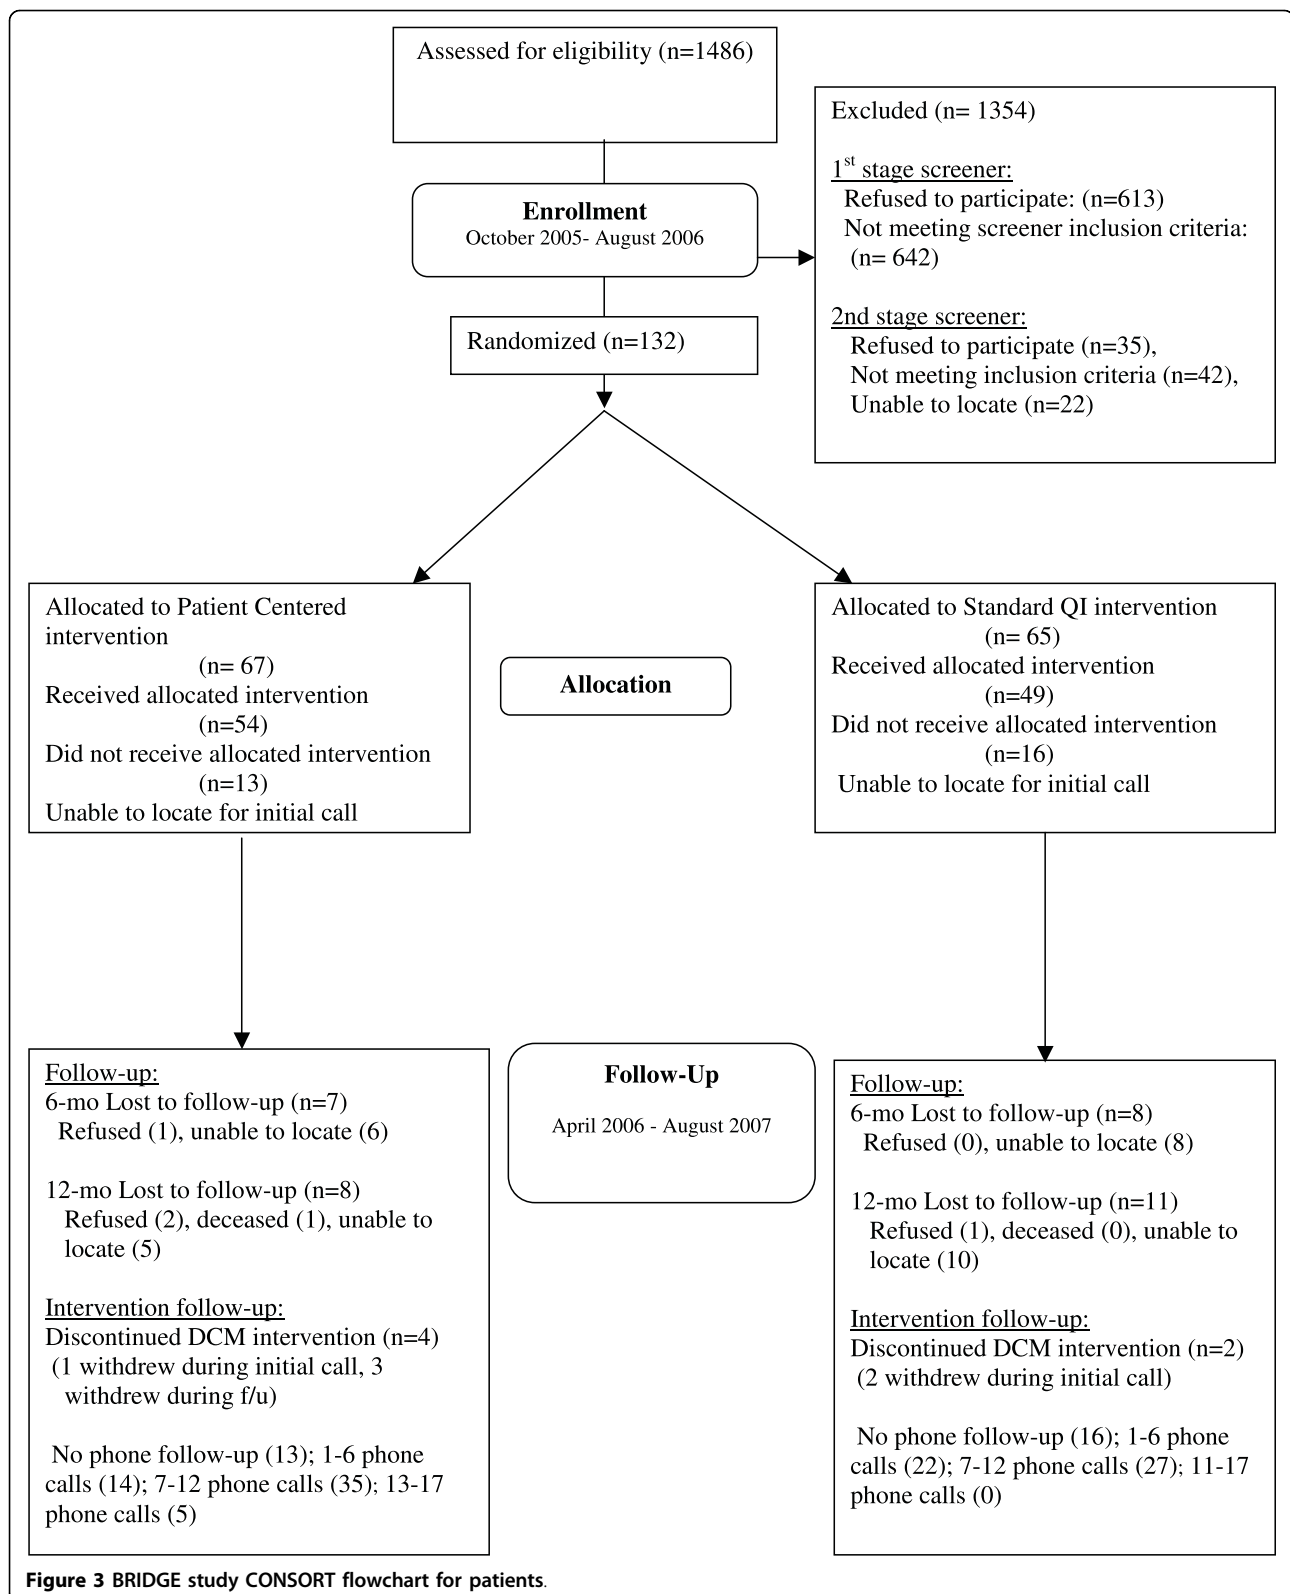 Assessed for eligibility (n=1486)
Excluded (n= 1354)
1st stage screener:
Refused to participate: (n=613)
Not meeting screener inclusion criteria:
(n= 642)
2nd stage screener:
Refused to participate (n=35),
Not meeting inclusion criteria (n=42),
Unable to locate (n=22)
Enrollment
October 2005- August 2006
Randomized (n=132)
Allocated to Patient Centered
intervention
(n= 67)
Received allocated intervention
(n=54)
Did not receive allocated intervention
(n=13)
Unable to locate for initial call
Allocation
Allocated to Standard QI intervention
(n= 65)
Received allocated intervention
(n=49)
Did not receive allocated intervention
(n=16)
Unable to locate for initial call
Follow-up:
6-mo Lost to follow-up (n=7)
Refused (1), unable to locate (6)
12-mo Lost to follow-up (n=8)
Refused (2), deceased (1), unable to
locate (5)
Intervention follow-up:
Discontinued DCM intervention (n=4)
(1 withdrew during initial call, 3
withdrew during f/u)
No phone follow-up (13); 1-6 phone
calls (14); 7-12 phone calls (35); 13-17
phone calls (5)
Follow-Up
April 2006 - August 2007
Follow-up:
6-mo Lost to follow-up (n=8)
Refused (0), unable to locate (8)
12-mo Lost to follow-up (n=11)
Refused (1), deceased (0), unable to
locate (10)
Intervention follow-up:
Discontinued DCM intervention (n=2)
(2 withdrew during initial call)
No phone follow-up (16); 1-6 phone
calls (22); 7-12 phone calls (27); 11-17
phone calls (0)
Figure 3 BRIDGE study CONSORT flowchart for patients.